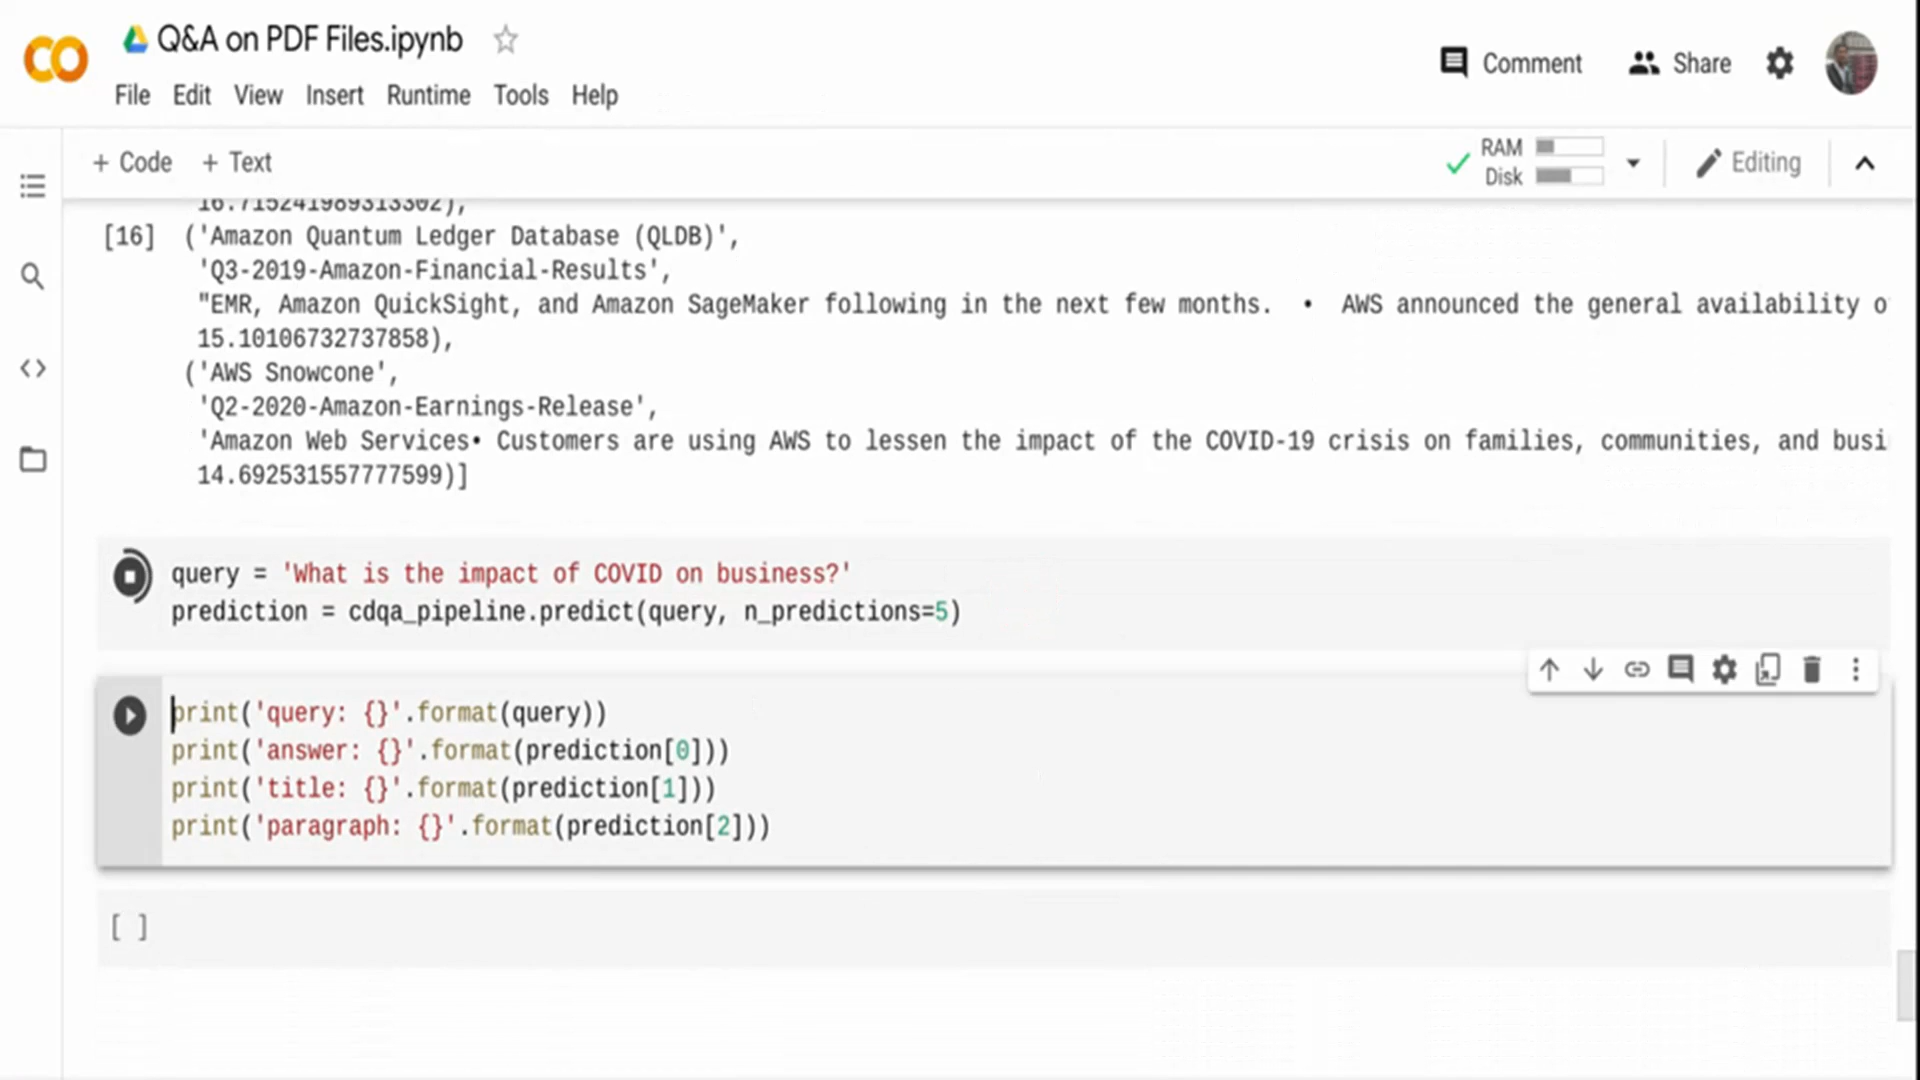 Q&A on PDF Files.ipynb
Comment
Share
File Edit View Insert Runtime Tools Help
+ Code + Text
RAM
Disk
Editing
16.715241989313302),
[16] ('Amazon Quantum Ledger Database (QLDB)',
'Q3-2019-Amazon-Financial-Results',
"EMR, Amazon QuickSight, and Amazon SageMaker following in the next few months. • AWS announced the general availability o
15.10106732737858),
('AWS Snowcone',
'Q2-2020-Amazon-Earnings-Release',
'Amazon Web Services• Customers are using AWS to lessen the impact of the COVID-19 crisis on families, communities, and busi
14.692531557777599)]
query = 'What is the impact of COVID on business?'
prediction = cdqa_pipeline.predict(query, n_predictions=5)
print('query: {}'.format(query))
print('answer: {}'.format(prediction[0]))
print('title: {}'.format(prediction[1]))
print('paragraph: {}'.format(prediction[2]))
[ ]